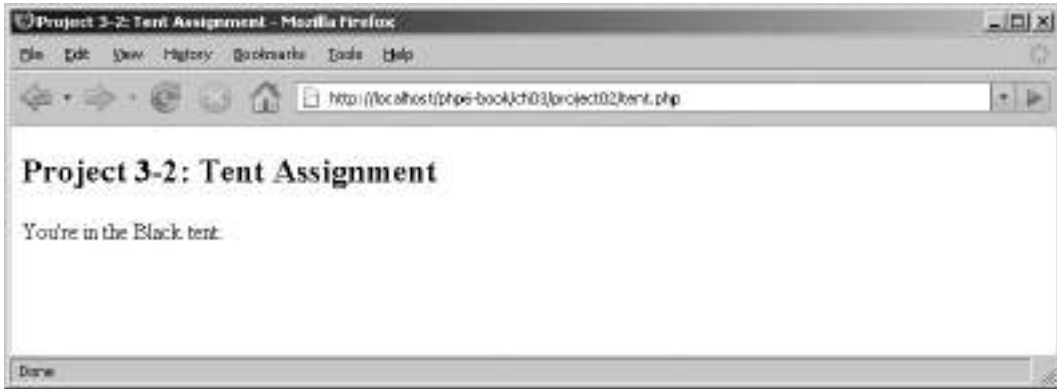 Project 3-2: Tent Assignment - Mozilla Firefox
File Edit View History Bookmarks Tools Help
http://localhost/php6-book/ch03/project02/tent.php
Project 3-2: Tent Assignment
You're in the Black tent.
Done